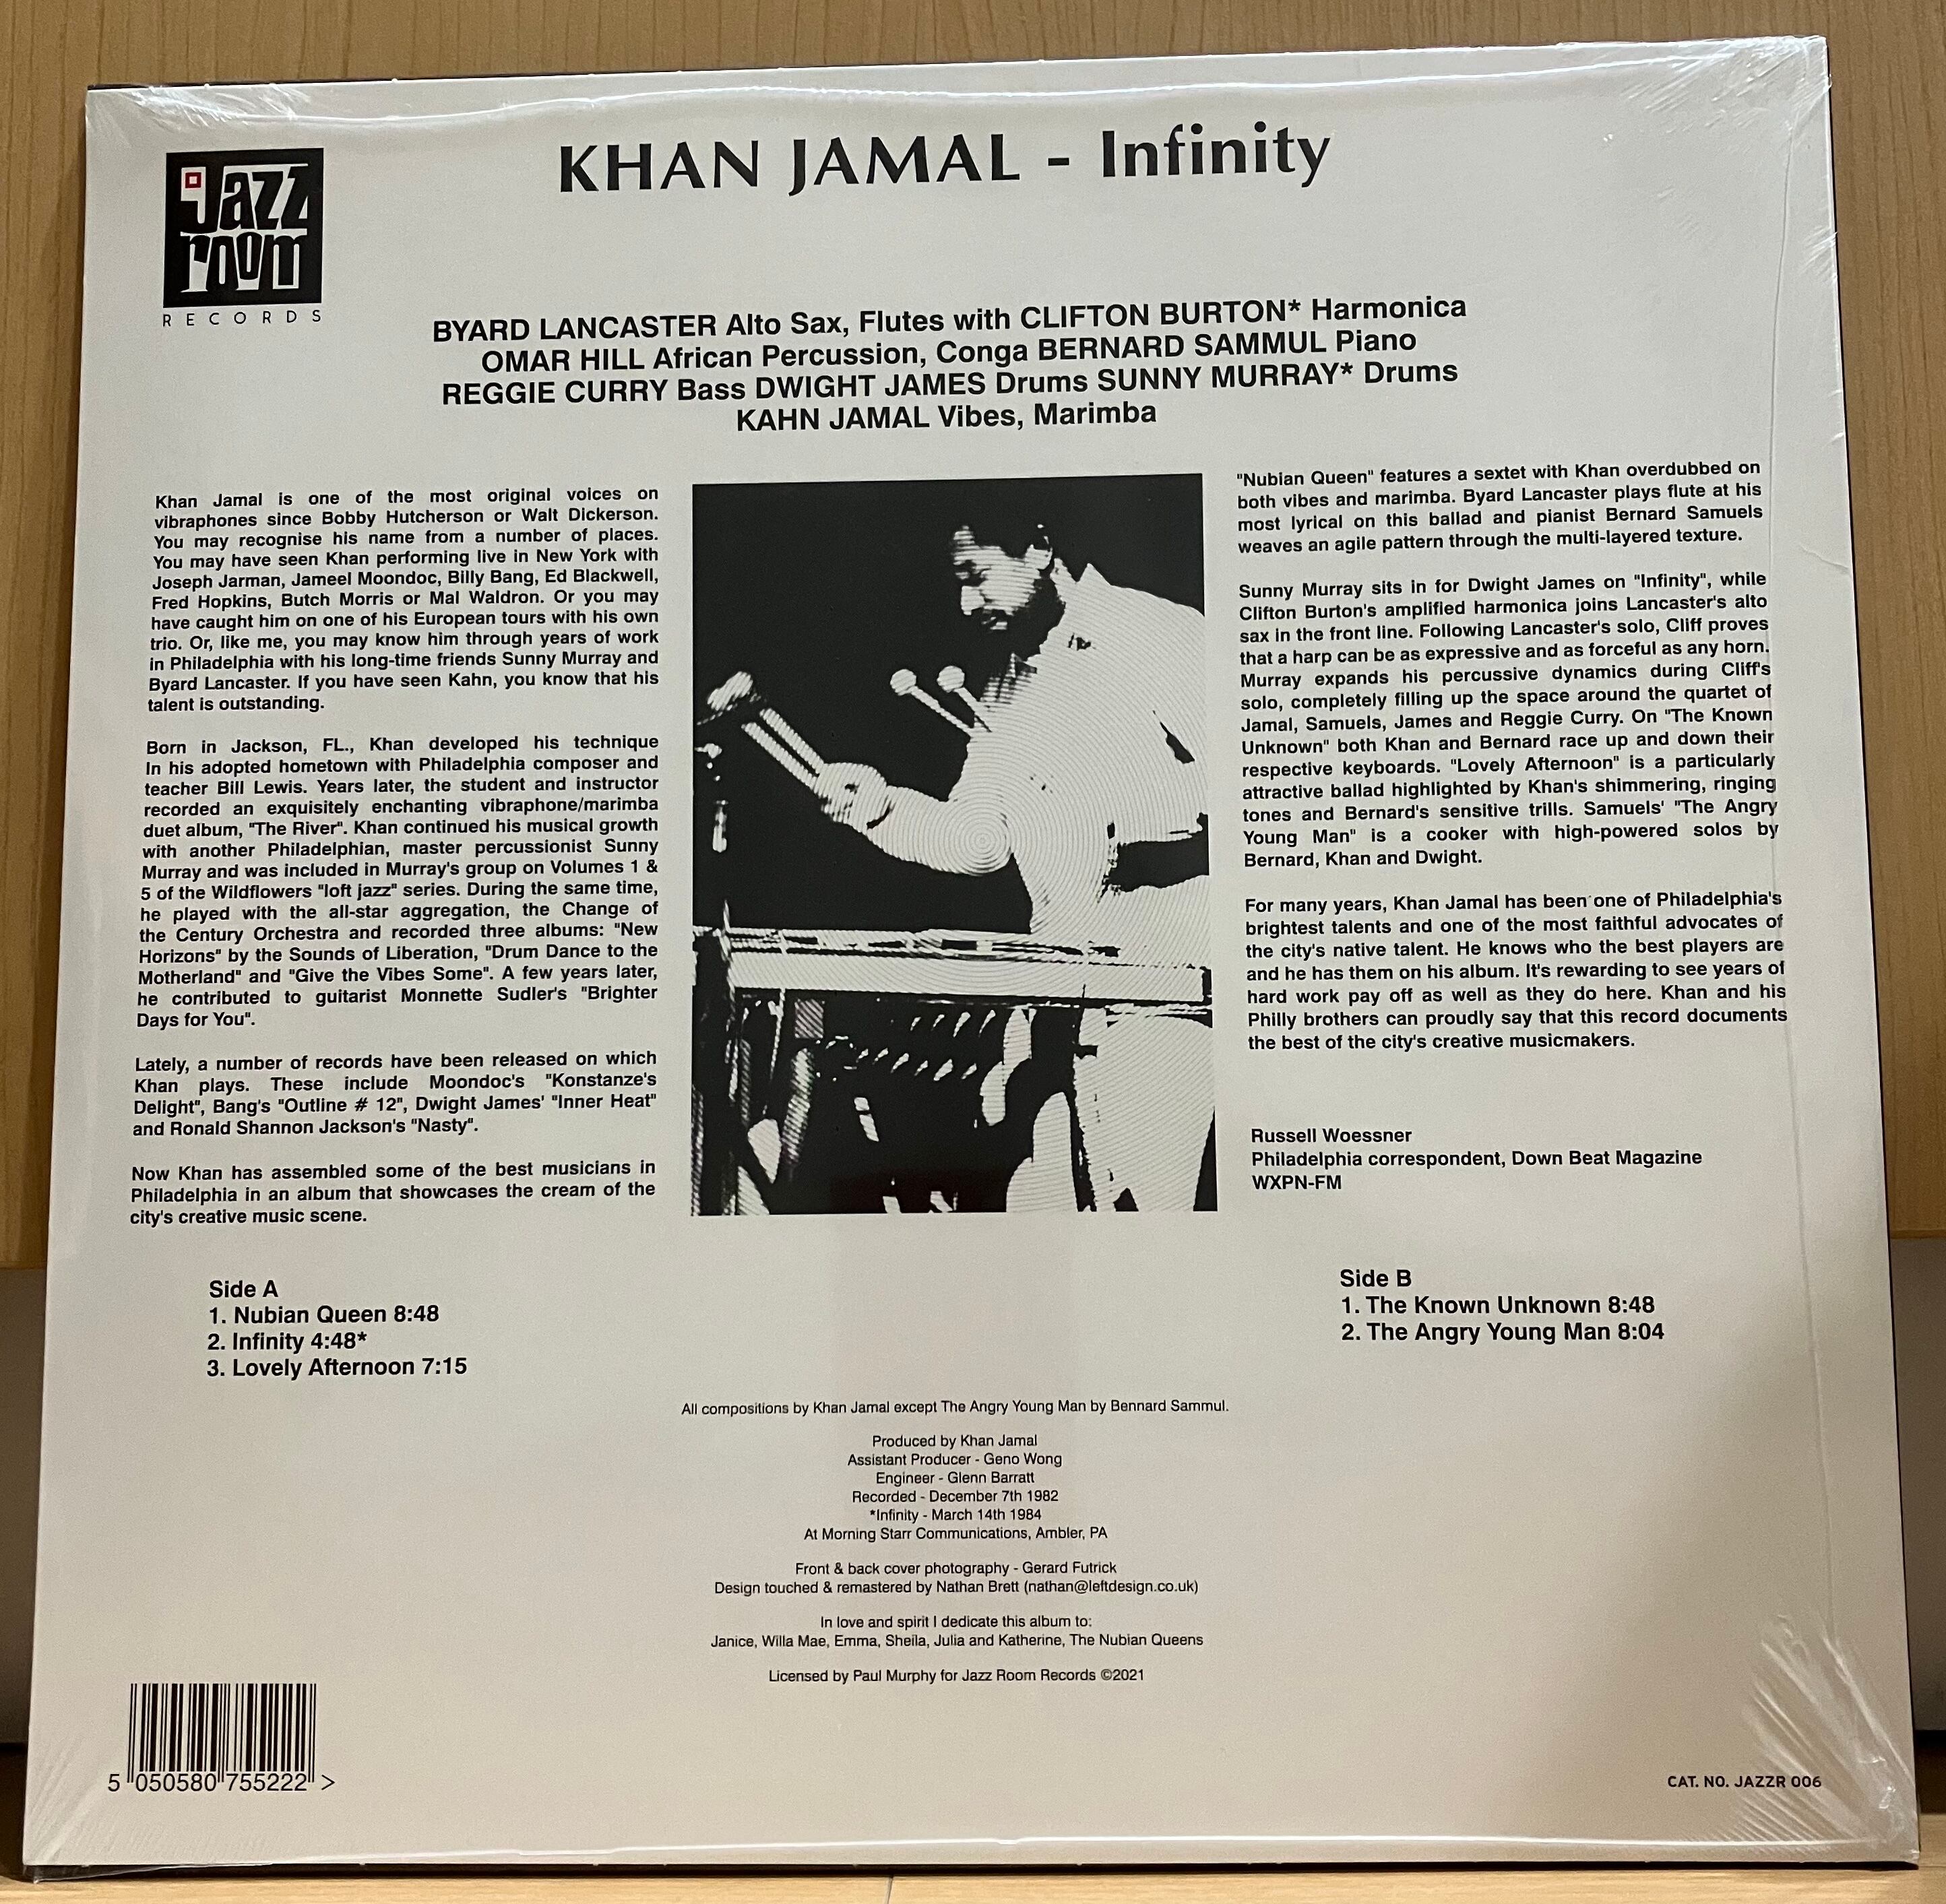 KHAN JAMAL - Infinity
Jazz
room
RECORDS
BYARD LANCASTER Alto Sax, Flutes with CLIFTON BURTON* Harmonica
OMAR HILL African Percussion, Conga BERNARD SAMMUL Piano
REGGIE CURRY Bass DWIGHT JAMES Drums SUNNY MURRAY* Drums
KAHN JAMAL Vibes, Marimba
Khan Jamal is one of the most original voices on
vibraphones since Bobby Hutcherson or Walt Dickerson.
You may recognise his name from a number of places.
You may have seen Khan performing live in New York with
Joseph Jarman, Jameel Moondoc, Billy Bang, Ed Blackwell,
Fred Hopkins, Butch Morris or Mal Waldron. Or you may
have caught him on one of his European tours with his own
trio. Or, like me, you may know him through years of work
in Philadelphia with his long-time friends Sunny Murray and
Byard Lancaster. If you have seen Kahn, you know that his
talent is outstanding.
Born in Jackson, FL., Khan developed his technique
In his adopted hometown with Philadelphia composer and
teacher Bill Lewis. Years later, the student and instructor
recorded an exquisitely enchanting vibraphone/marimba
duet album, "The River". Khan continued his musical growth
with another Philadelphian, master percussionist Sunny
Murray and was included in Murray's group on Volumes 1 &
5 of the Wildflowers "loft jazz" series. During the same time,
he played with the all-star aggregation, the Change of
the Century Orchestra and recorded three albums: "New
Horizons" by the Sounds of Liberation, "Drum Dance to the
Motherland" and "Give the Vibes Some". A few years later,
he contributed to guitarist Monnette Sudler's "Brighter
Days for You".
Lately, a number of records have been released on which
Khan plays. These include Moondoc's "Konstanze's
Delight", Bang's "Outline # 12", Dwight James' "Inner Heat"
and Ronald Shannon Jackson's "Nasty".
Now Khan has assembled some of the best musicians in
Philadelphia in an album that showcases the cream of the
city's creative music scene.
"Nubian Queen" features a sextet with Khan overdubbed on
both vibes and marimba. Byard Lancaster plays flute at his
most lyrical on this ballad and pianist Bernard Samuels
weaves an agile pattern through the multi-layered texture.
Sunny Murray sits in for Dwight James on "Infinity", while
Clifton Burton's amplified harmonica joins Lancaster's alto
sax in the front line. Following Lancaster's solo, Cliff proves
that a harp can be as expressive and as forceful as any horn.
Murray expands his percussive dynamics during Cliff's
solo, completely filling up the space around the quartet of
Jamal, Samuels, James and Reggie Curry. On "The Known
Unknown" both Khan and Bernard race up and down their
respective keyboards. "Lovely Afternoon" is a particularly
attractive ballad highlighted by Khan's shimmering, ringing
tones and Bernard's sensitive trills. Samuels' "The Angry
Young Man" is a cooker with high-powered solos by
Bernard, Khan and Dwight.
For many years, Khan Jamal has been one of Philadelphia's
brightest talents and one of the most faithful advocates of
the city's native talent. He knows who the best players are
and he has them on his album. It's rewarding to see years of
hard work pay off as well as they do here. Khan and his
Philly brothers can proudly say that this record documents
the best of the city's creative musicmakers.
Russell Woessner
Philadelphia correspondent, Down Beat Magazine
WXPN-FM
Side A
1. Nubian Queen 8:48
2. Infinity 4:48*
3. Lovely Afternoon 7:15
Side B
1. The Known Unknown 8:48
2. The Angry Young Man 8:04
All compositions by Khan Jamal except The Angry Young Man by Bennard Sammul.
Produced by Khan Jamal
Assistant Producer - Geno Wong
Engineer - Glenn Barratt
Recorded - December 7th 1982
*Infinity - March 14th 1984
At Morning Starr Communications, Ambler, PA
Front & back cover photography - Gerard Futrick
Design touched & remastered by Nathan Brett (nathan@leftdesign.co.uk)
In love and spirit I dedicate this album to:
Janice, Willa Mae, Emma, Sheila, Julia and Katherine, The Nubian Queens
Licensed by Paul Murphy for Jazz Room Records ©2021
5 050580 755222 >
CAT. NO. JAZZR 006